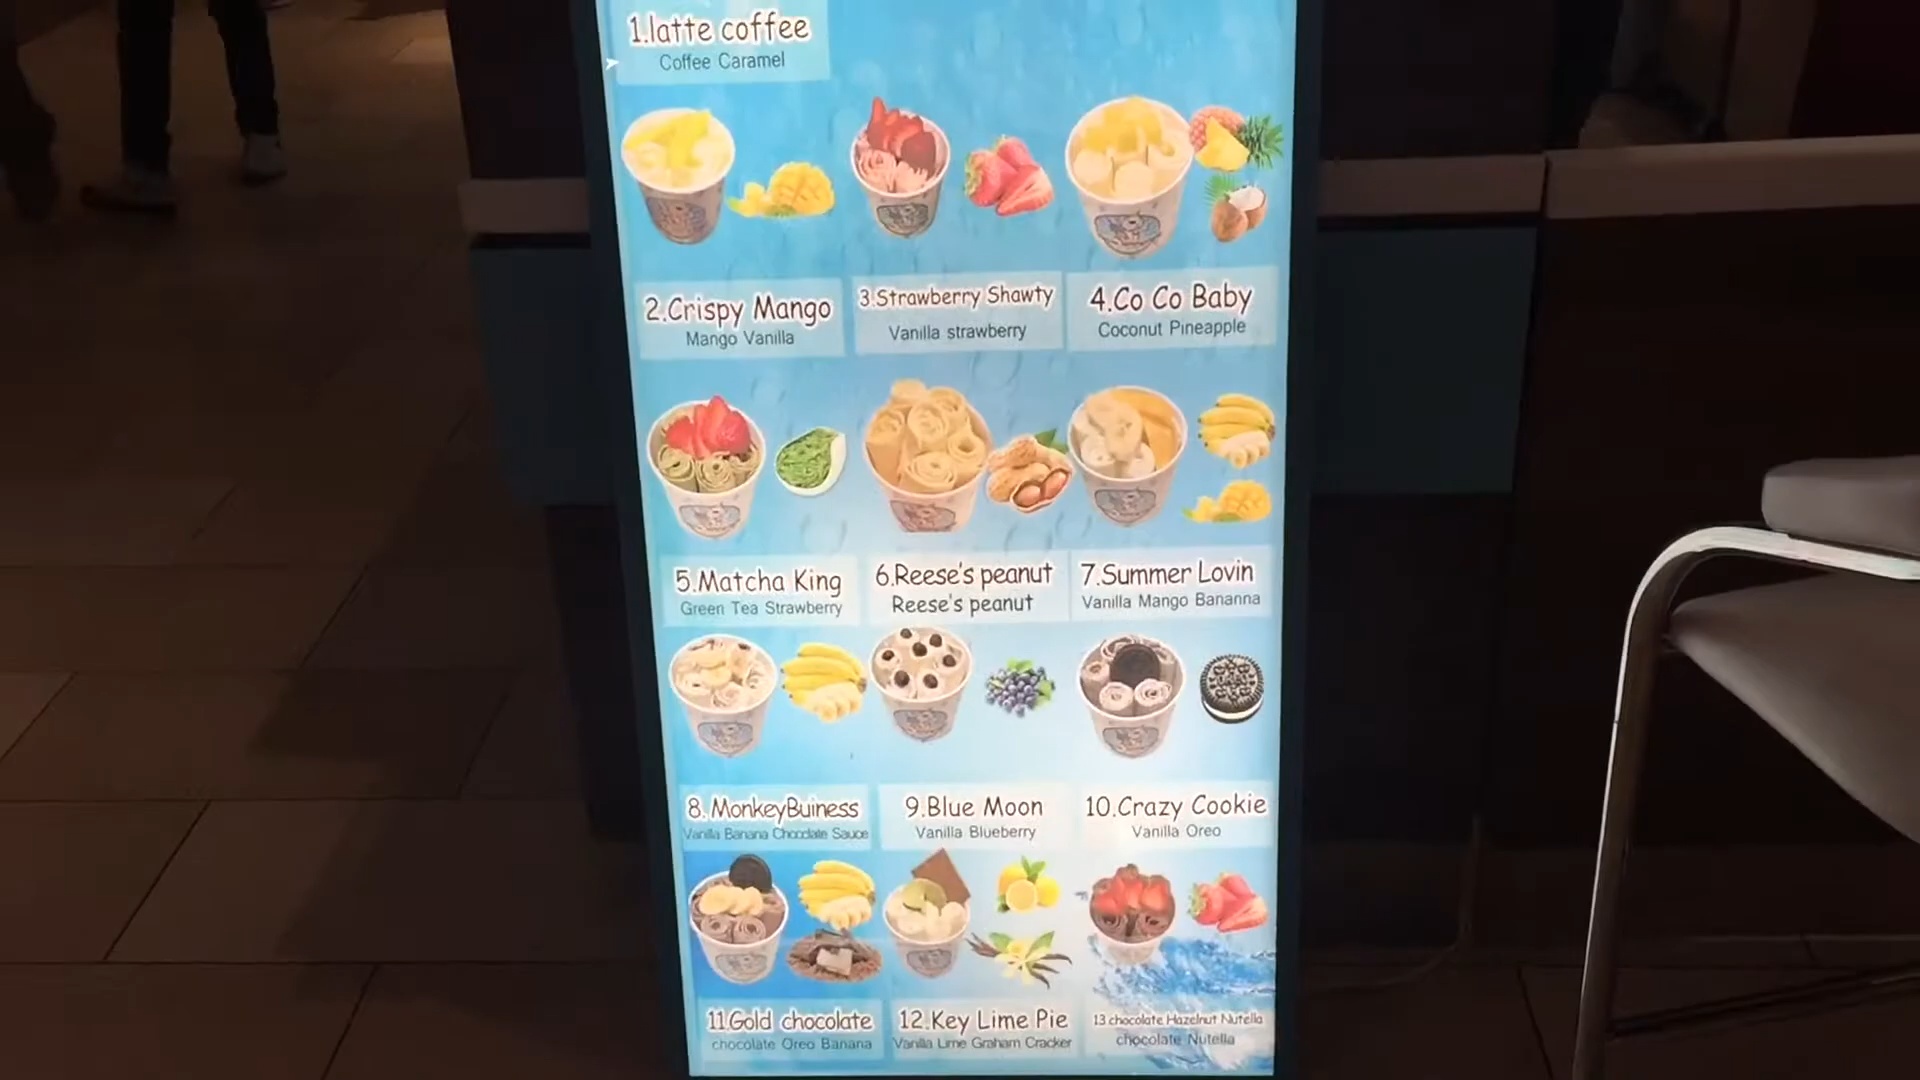 1.latte coffee
Coffee Caramel
2.Crispy Mango
Mango Vanilla
3.Strawberry Shawty
Vanilla strawberry
4.Co Co Baby
Coconut Pineapple
5.Matcha King
Green Tea Strawberry
6.Reese's peanut
Reese's peanut
7.Summer Lovin
Vanilla Mango Bananna
8.MonkeyBuiness
Vanilla Banana Chocolate Sauce
9.Blue Moon
Vanilla Blueberry
10.Crazy Cookie
Vanilla Oreo
11.Gold chocolate
chocolate Oreo Banana
12.Key Lime Pie
Vanilla Lime Graham Cracker
13 chocolate Hazelnut Nutella
chocolate Nutella